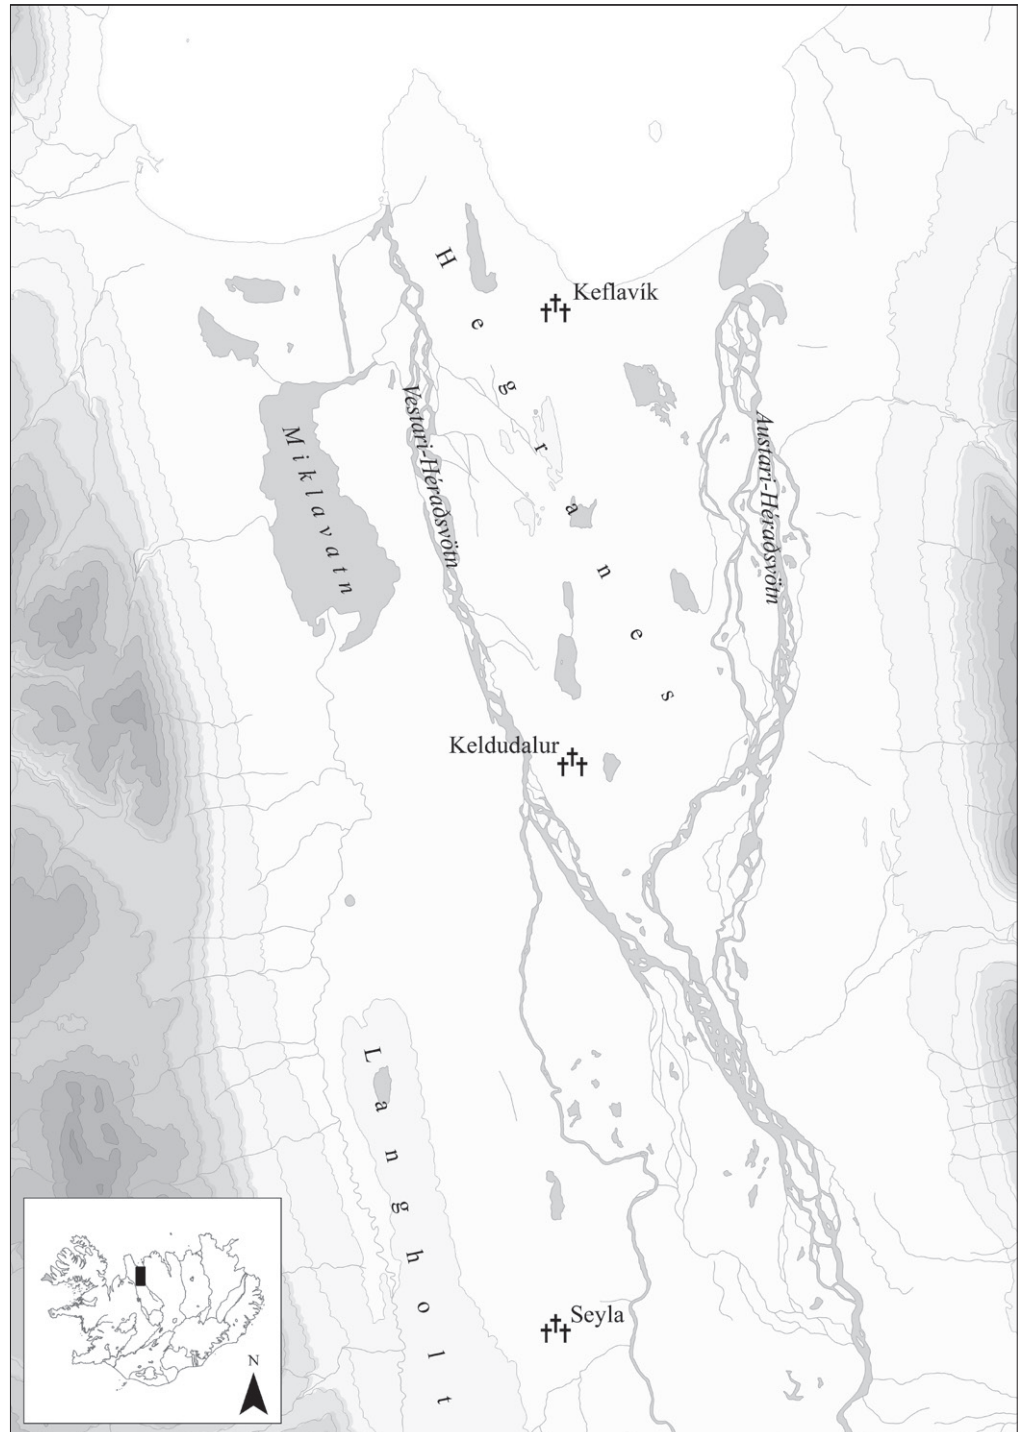 Hegranes
Keflavík
Vestari-Héraðsvötn
Austari-Héraðsvötn
Miklavatn
Keldudalur
Langholt
Seyla
N